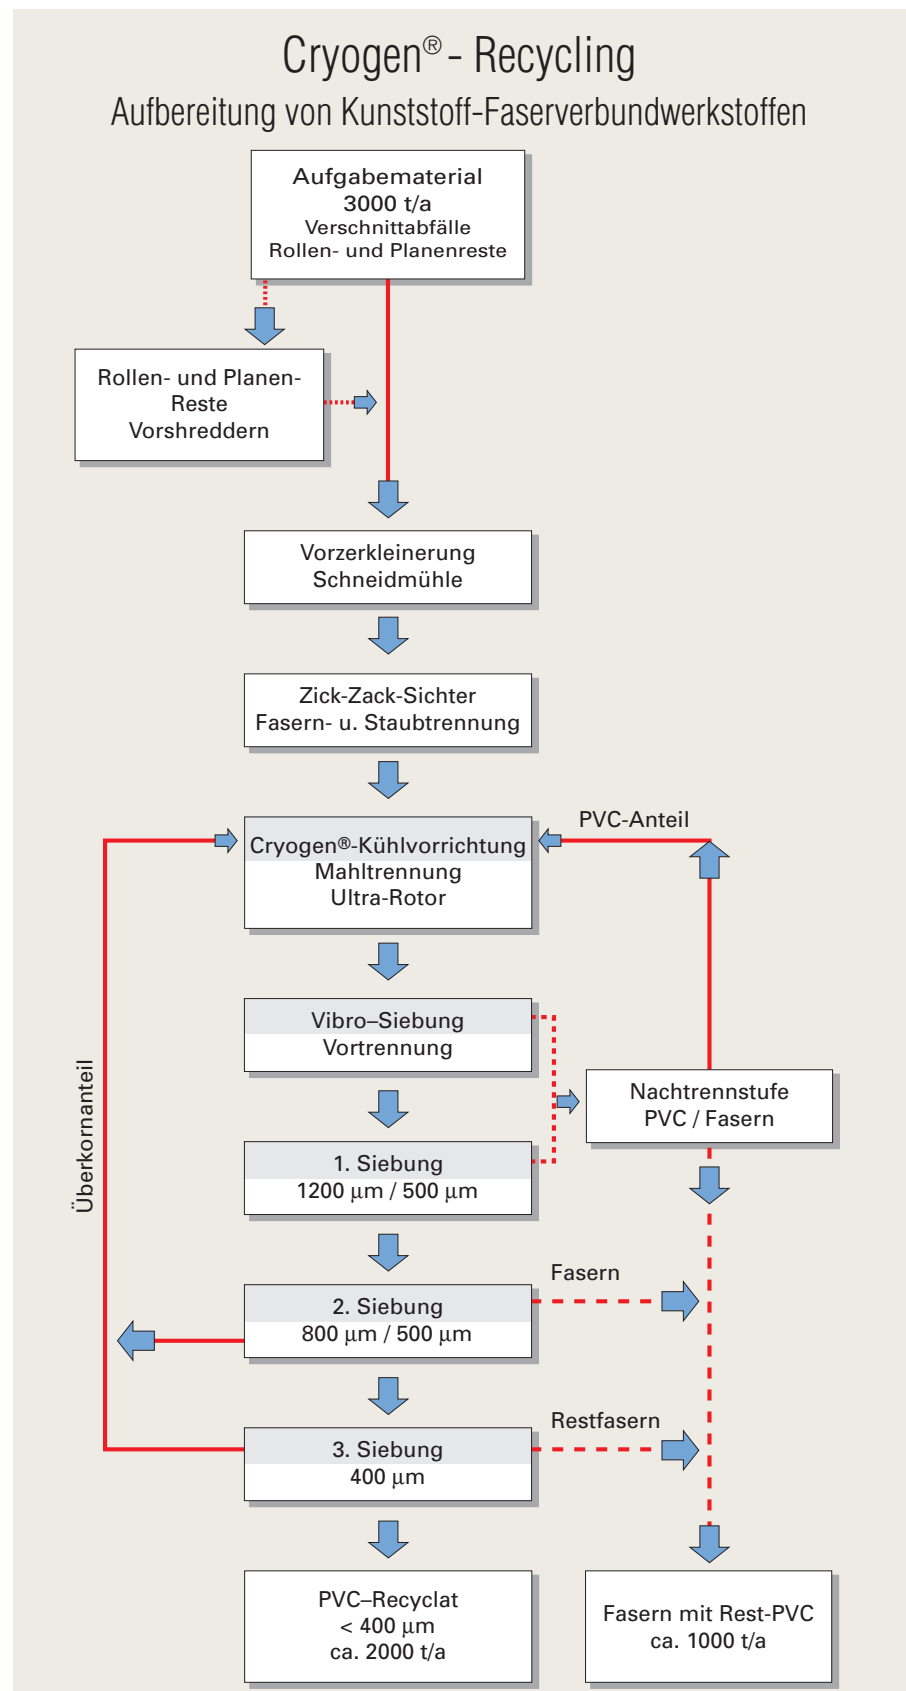 Cryogen® - Recycling
Aufbereitung von Kunststoff-Faserverbundwerkstoffen
Aufgabematerial
3000 t/a
Verschnittabfälle
Rollen- und Planenreste
Rollen- und Planen-
Reste
Vorshreddern
Vorzerkleinerung
Schneidmühle
Zick-Zack-Sichter
Fasern- u. Staubtrennung
PVC-Anteil
Cryogen®-Kühlvorrichtung
Mahltrennung
Ultra-Rotor
Vibro–Siebung
Vortrennung
Überkornanteil
Nachtrennstufe
PVC / Fasern
1. Siebung
1200 µm / 500 µm
Fasern
2. Siebung
800 µm / 500 µm
Restfasern
3. Siebung
400 µm
PVC–Recyclat
< 400 µm
ca. 2000 t/a
Fasern mit Rest-PVC
ca. 1000 t/a